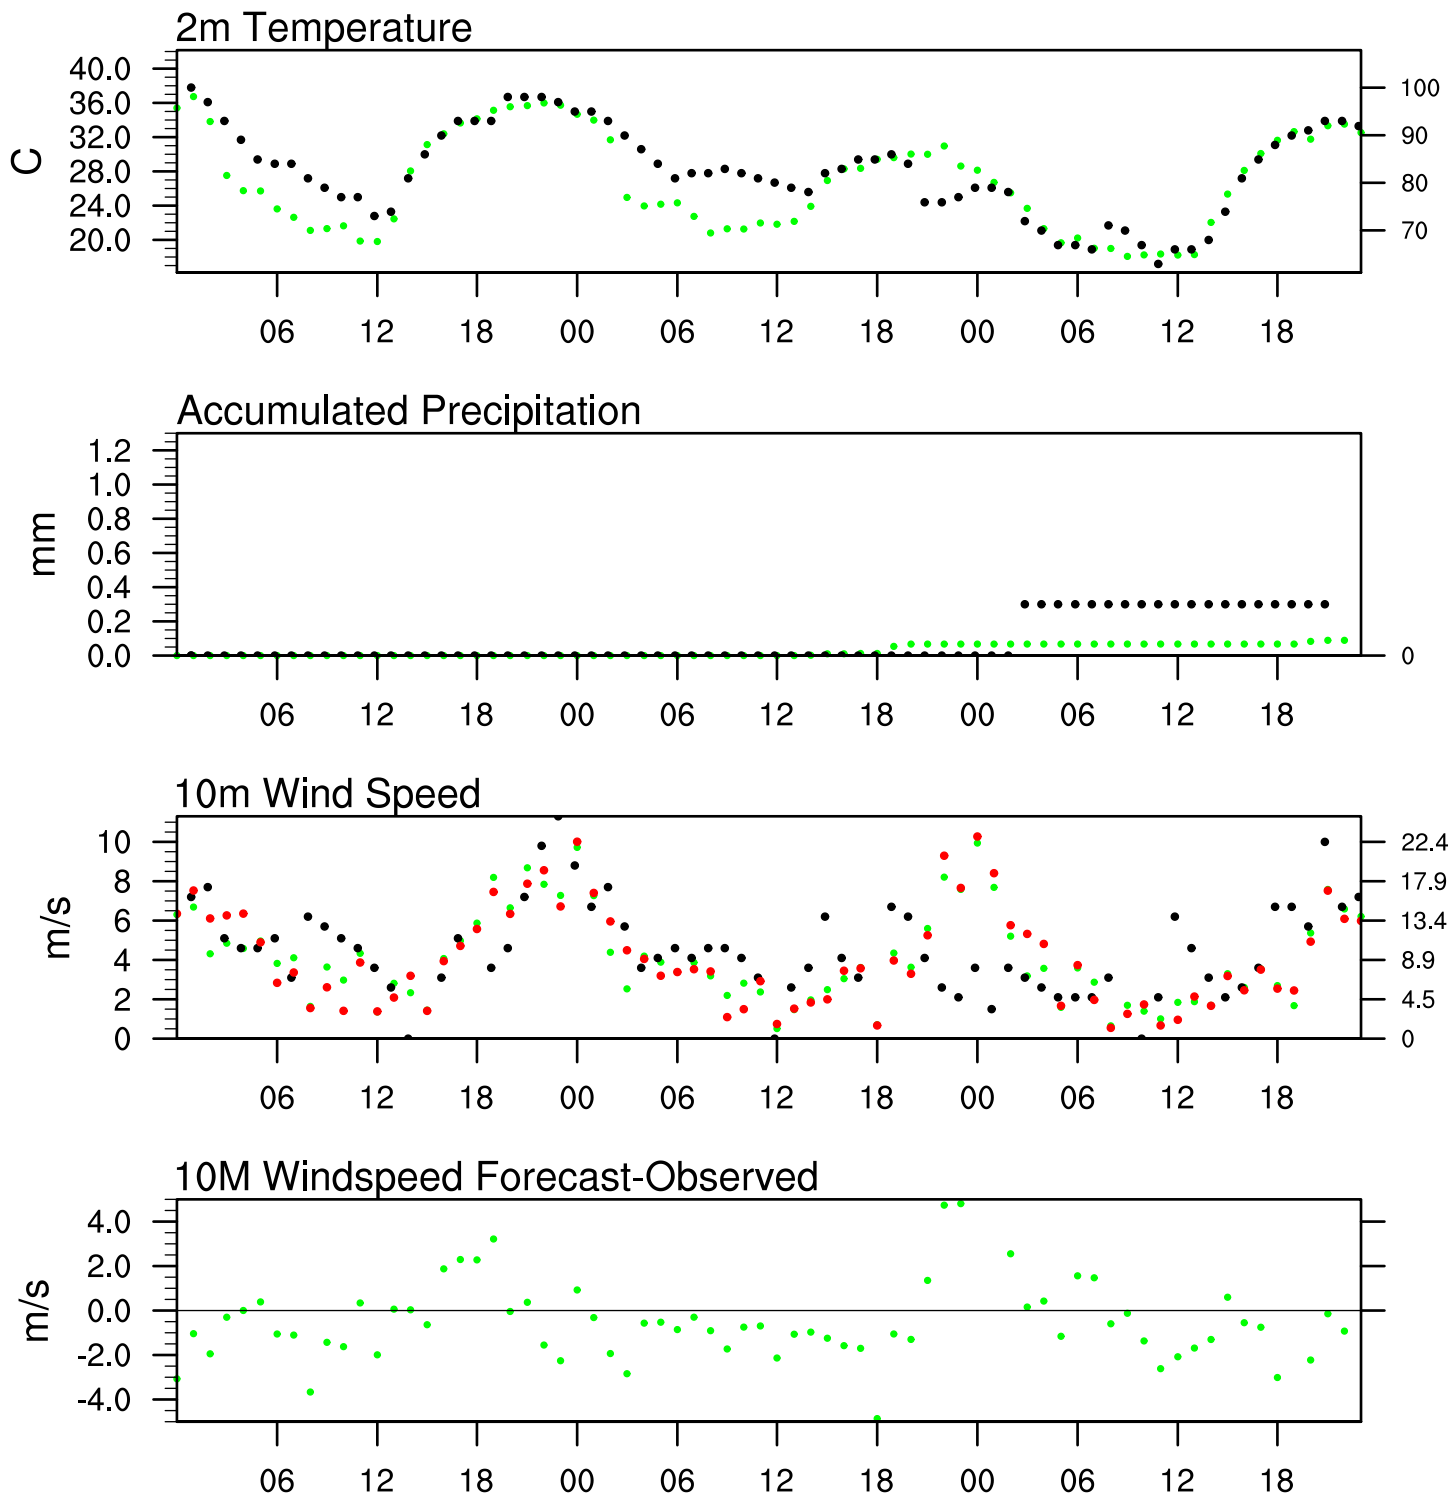 2m Temperature
40.0
36.0
32.0
28.0
24.0
20.0
C
100
90
80
70
06 12 18 00 06 12 18 00 06 12 18
Accumulated Precipitation
1.2
1.0
0.8
0.6
0.4
0.2
0.0
mm
0
06 12 18 00 06 12 18 00 06 12 18
10m Wind Speed
10
8
6
4
2
0
m/s
22.4
17.9
13.4
8.9
4.5
0
06 12 18 00 06 12 18 00 06 12 18
10M Windspeed Forecast-Observed
4.0
2.0
0.0
-2.0
-4.0
m/s
06 12 18 00 06 12 18 00 06 12 18